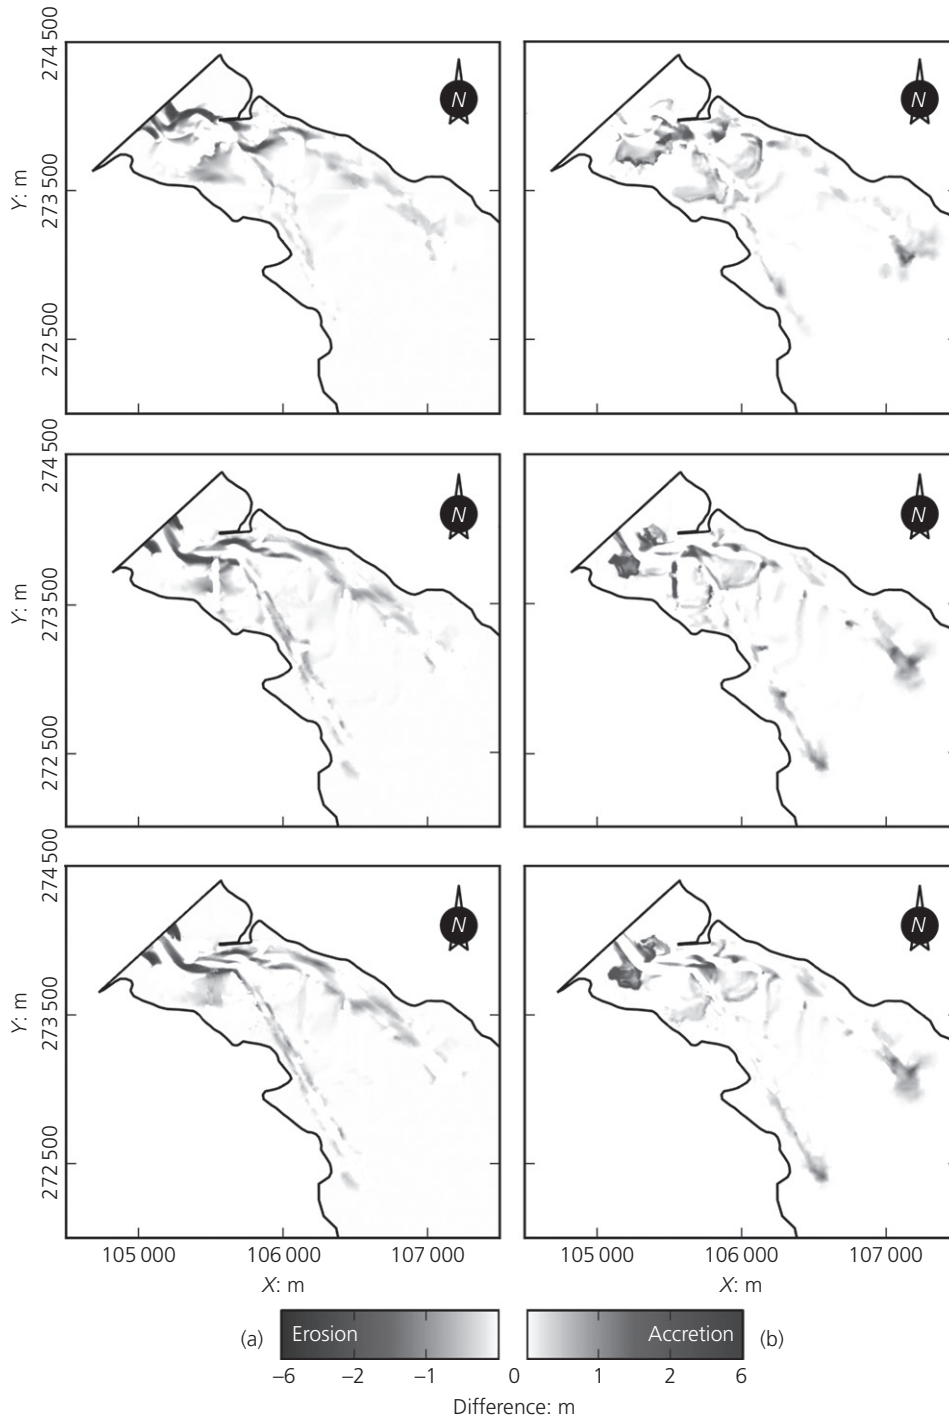 274 500
Y: m
273 500
272 500
N
N
274 500
Y: m
273 500
272 500
N
N
274 500
Y: m
273 500
272 500
N
N
105 000 106 000 107 000
105 000 106 000 107 000
X: m
X: m
(a) Erosion
Accretion (b)
–6 –2 –1 0 1 2 6
Difference: m